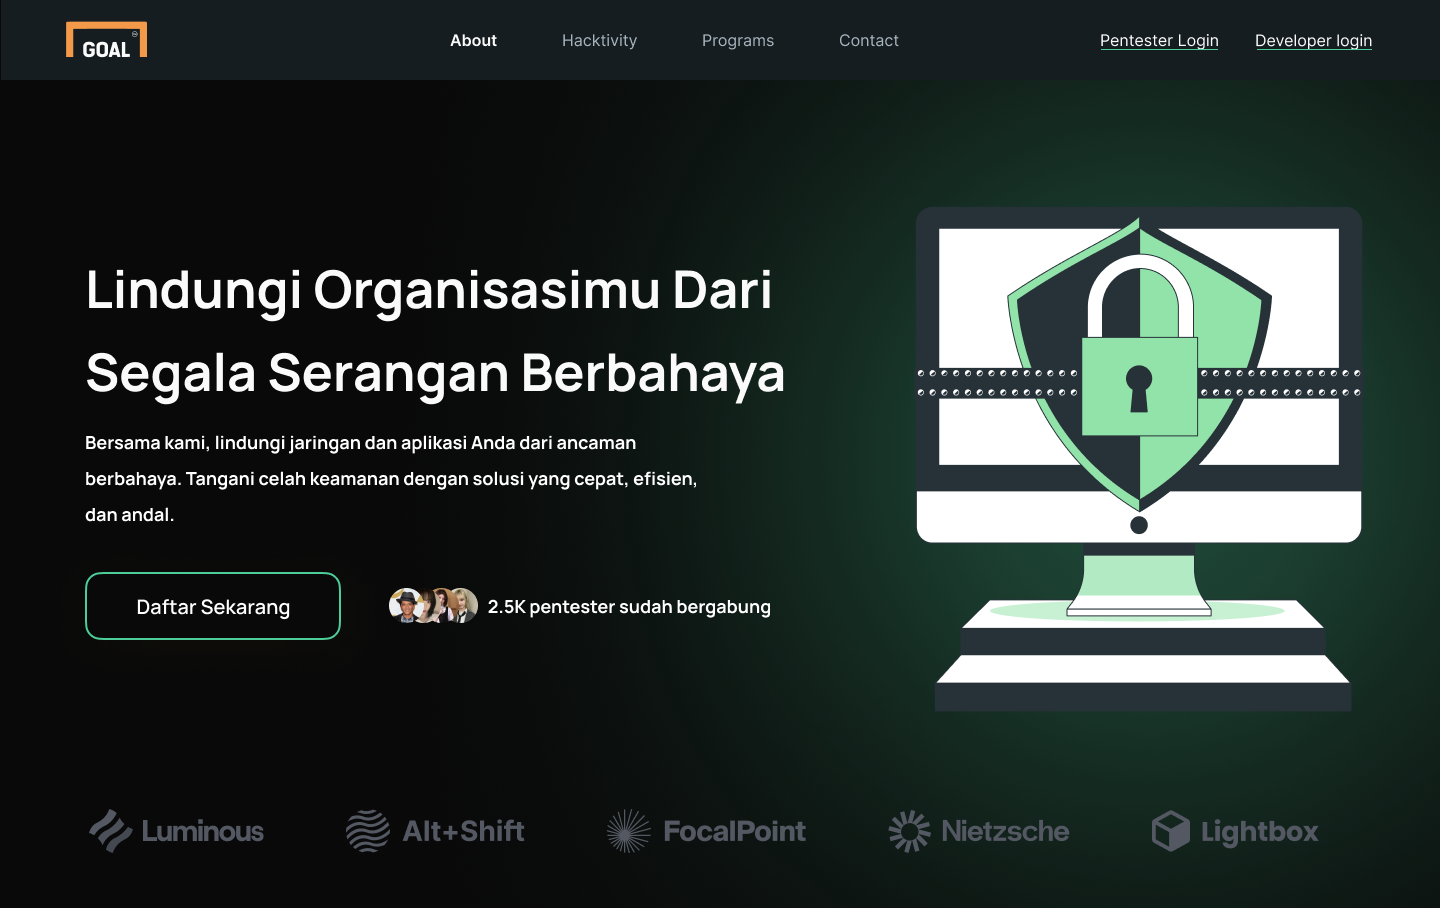 GOAL
About
Hacktivity
Programs
Contact
Pentester Login
Developer login
Lindungi Organisasimu Dari
Segala Serangan Berbahaya
Bersama kami, lindungi jaringan dan aplikasi Anda dari ancaman
berbahaya. Tangani celah keamanan dengan solusi yang cepat, efisien,
dan andal.
Daftar Sekarang
2.5K pentester sudah bergabung
Luminous
Alt+Shift
FocalPoint
Nietzsche
Lightbox